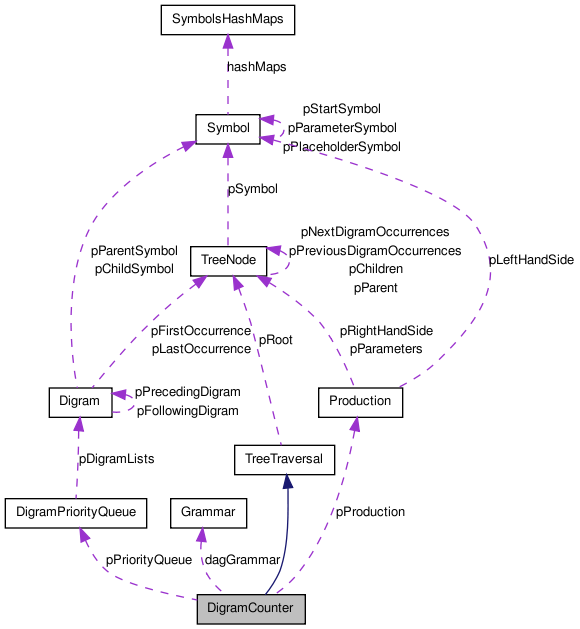 SymbolsHashMaps
hashMaps
pStartSymbol
Symbol
pParameterSymbol
pPlaceholderSymbol
pSymbol
pNextDigramOccurrences
pParentSymbol
TreeNode
pPreviousDigramOccurrences
pLeftHandSide
pChildSymbol
pChildren
pParent
pFirstOccurrence
pRoot
pRightHandSide
pLastOccurrence
pParameters
Digram
pPrecedingDigram
Production
pFollowingDigram
pDigramLists
TreeTraversal
DigramPriorityQueue
Grammar
pProduction
pPriorityQueue
dagGrammar
DigramCounter